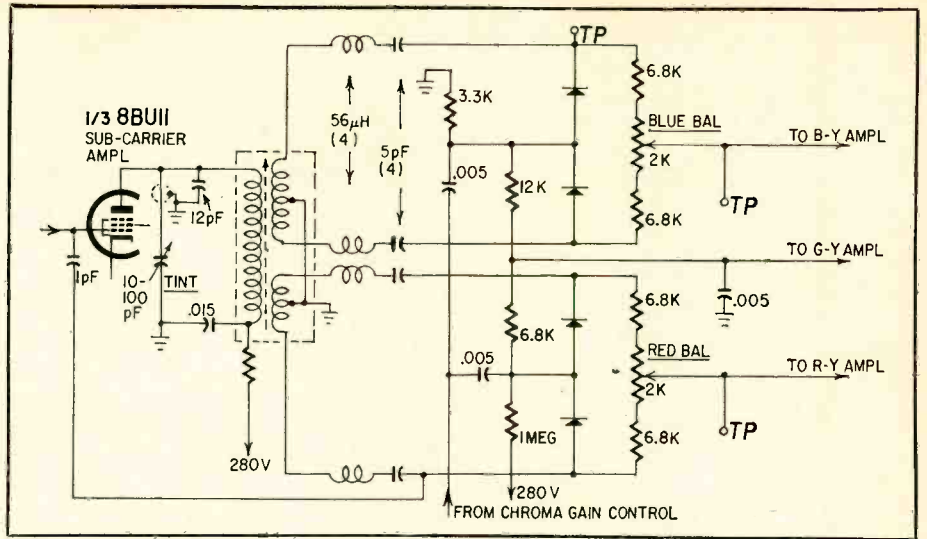 TP
6.8K
1/3 8BU11
SUB-CARRIER
AMPL
3.3K
56µH
(4)
5pF
(4)
BLUE BAL
2K
TO B-Y AMPL
.005
12K
12pF
6.8K
TP
TO G-Y AMPL
1pF
10-
100
pF
TINT
.015
6.8K
.005
6.8K
RED BAL
TO R-Y AMPL
.005
2K
1MEG
6.8K
TP
280V
280V
FROM CHROMA GAIN CONTROL